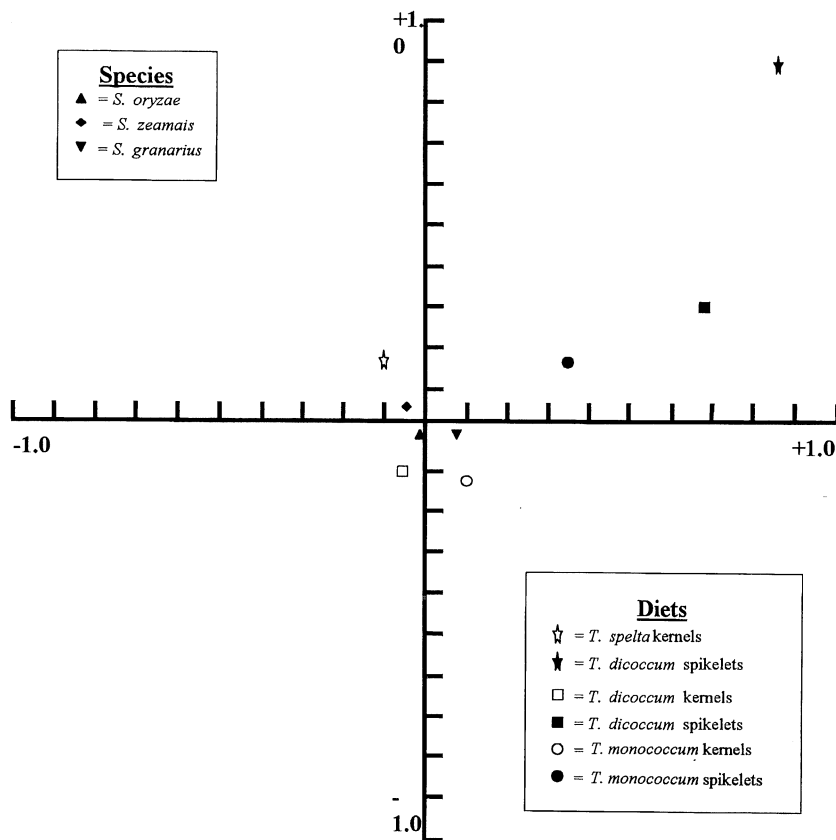 +1.
0
Species
▲ = S. oryzae
◆ = S. zeamais
▼ = S. granarius
-1.0
+1.0
Diets
☆ = T. spelta kernels
★ = T. dicoccum spikelets
□ = T. dicoccum kernels
■ = T. dicoccum spikelets
○ = T. monococcum kernels
● = T. monococcum spikelets
-
1.0